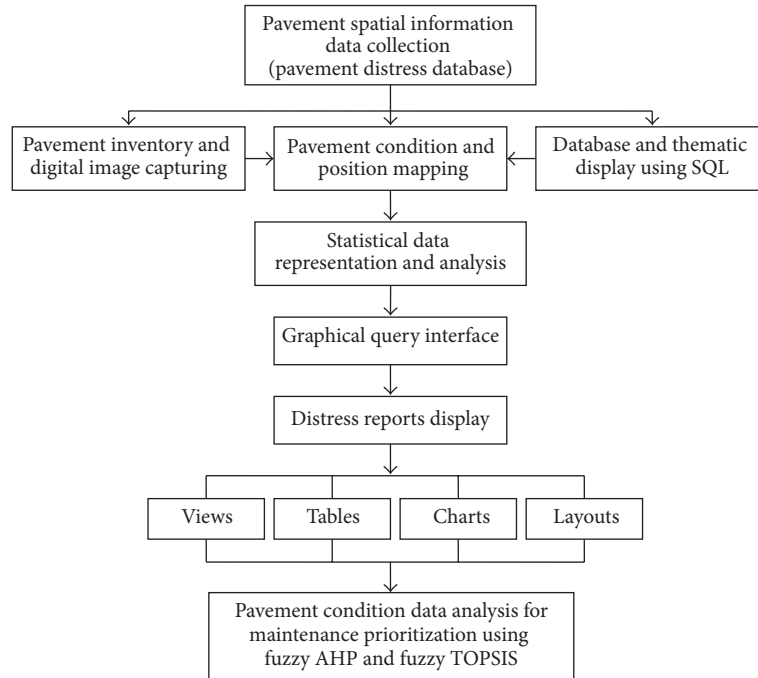 Pavement spatial information
data collection
(pavement distress database)
Pavement inventory and
digital image capturing
Pavement condition and
position mapping
Database and thematic
display using SQL
Statistical data
representation and analysis
Graphical query interface
Distress reports display
Views
Tables
Charts
Layouts
Pavement condition data analysis for
maintenance prioritization using
fuzzy AHP and fuzzy TOPSIS